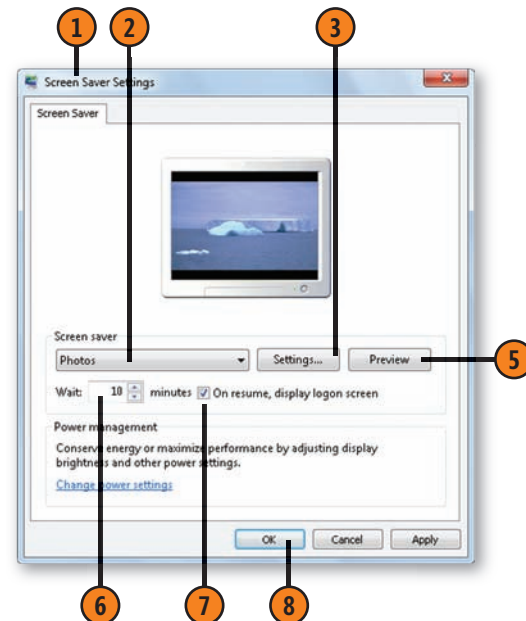 1 2 3
Screen Saver Settings
Screen Saver
Screen saver
Photos Settings... Preview
5
Wait: 10 minutes On resume, display logon screen
Power management
Conserve energy or maximize performance by adjusting display
brightness and other power settings.
Change power settings
OK Cancel Apply
6 7 8